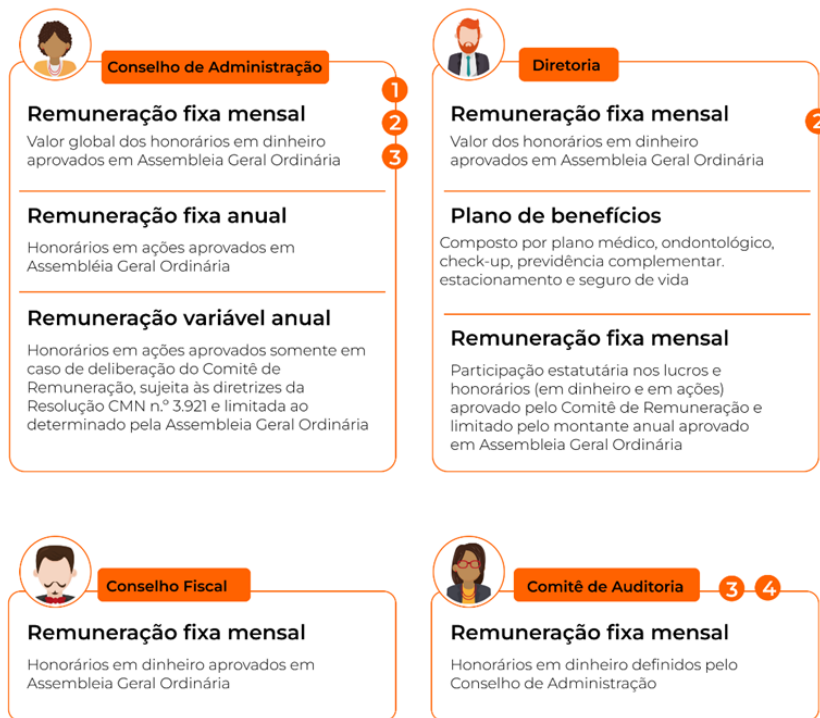 Conselho de Administração
1
2
3
Remuneração fixa mensal
Valor global dos honorários em dinheiro
aprovados em Assembleia Geral Ordinária
Remuneração fixa anual
Honorários em ações aprovados em
Assembléia Geral Ordinária
Remuneração variável anual
Honorários em ações aprovados somente em
caso de deliberação do Comitê de
Remuneração, sujeita às diretrizes da
Resolução CMN n.º 3.921 e limitada ao
determinado pela Assembleia Geral Ordinária
Diretoria
2
Remuneração fixa mensal
Valor dos honorários em dinheiro
aprovados em Assembleia Geral Ordinária
Plano de benefícios
Composto por plano médico, ondontológico,
check-up, previdência complementar.
estacionamento e seguro de vida
Remuneração fixa mensal
Participação estatutária nos lucros e
honorários (em dinheiro e em ações)
aprovado pelo Comitê de Remuneração e
limitado pelo montante anual aprovado
em Assembleia Geral Ordinária
Conselho Fiscal
Remuneração fixa mensal
Honorários em dinheiro aprovados em
Assembleia Geral Ordinária
Comitê de Auditoria
3 4
Remuneração fixa mensal
Honorários em dinheiro definidos pelo
Conselho de Administração